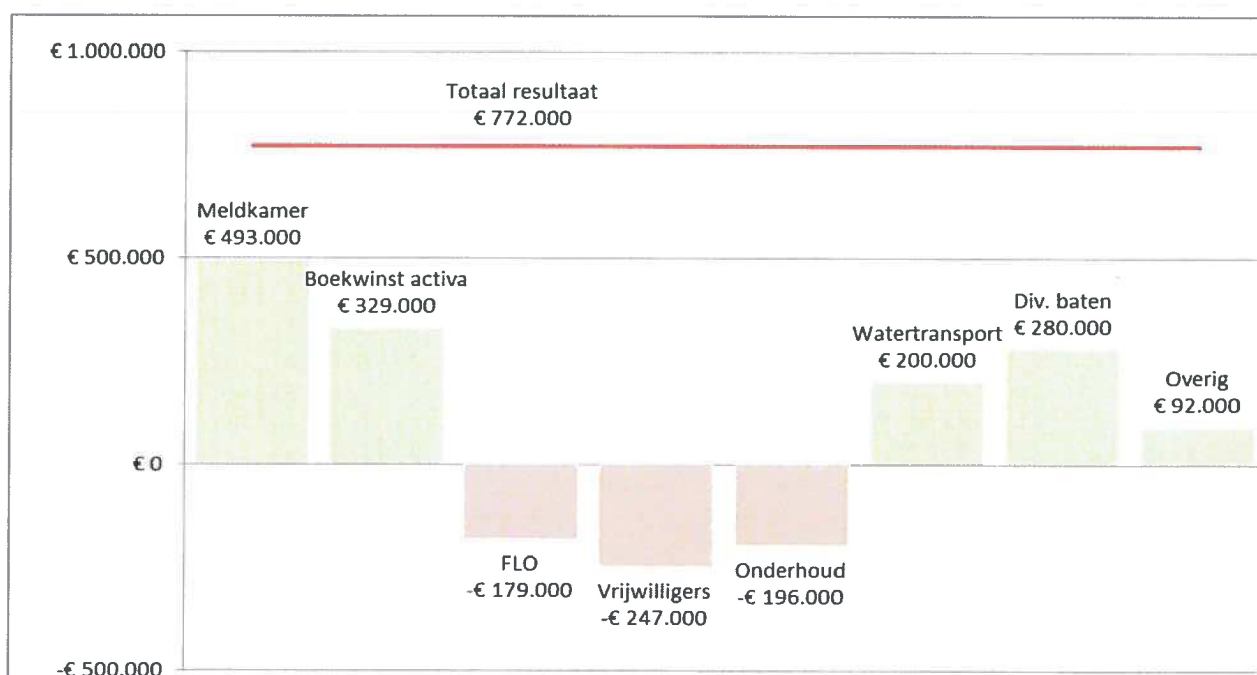 € 1.000.000
Totaal resultaat
€ 772.000
Meldkamer
€ 493.000
€ 500.000
Boekwinst activa
€ 329.000
Div. baten
€ 280.000
Watertransport
€ 200.000
Overig
€ 92.000
€ 0
FLO
-€ 179.000
Vrijwilligers
-€ 247.000
Onderhoud
-€ 196.000
-€ 500.000